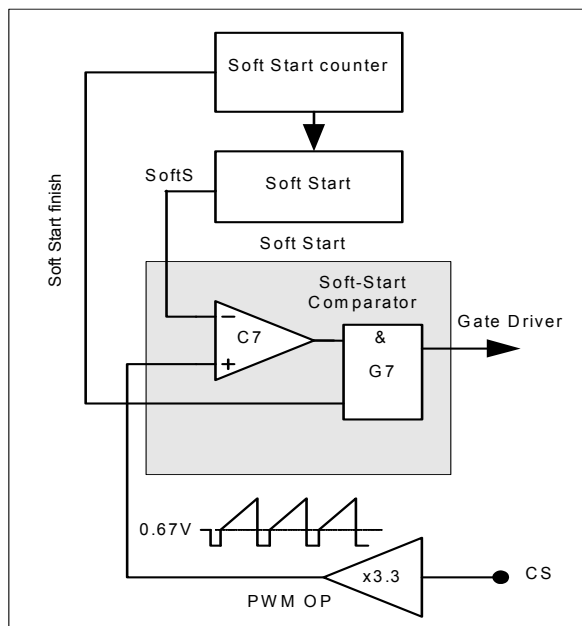 Soft Start counter
SoftS
Soft Start
Soft Start finish
Soft Start
Soft-Start
Comparator
Gate Driver
−
C7
+
&
G7
0.67V
x3.3
CS
PWM OP